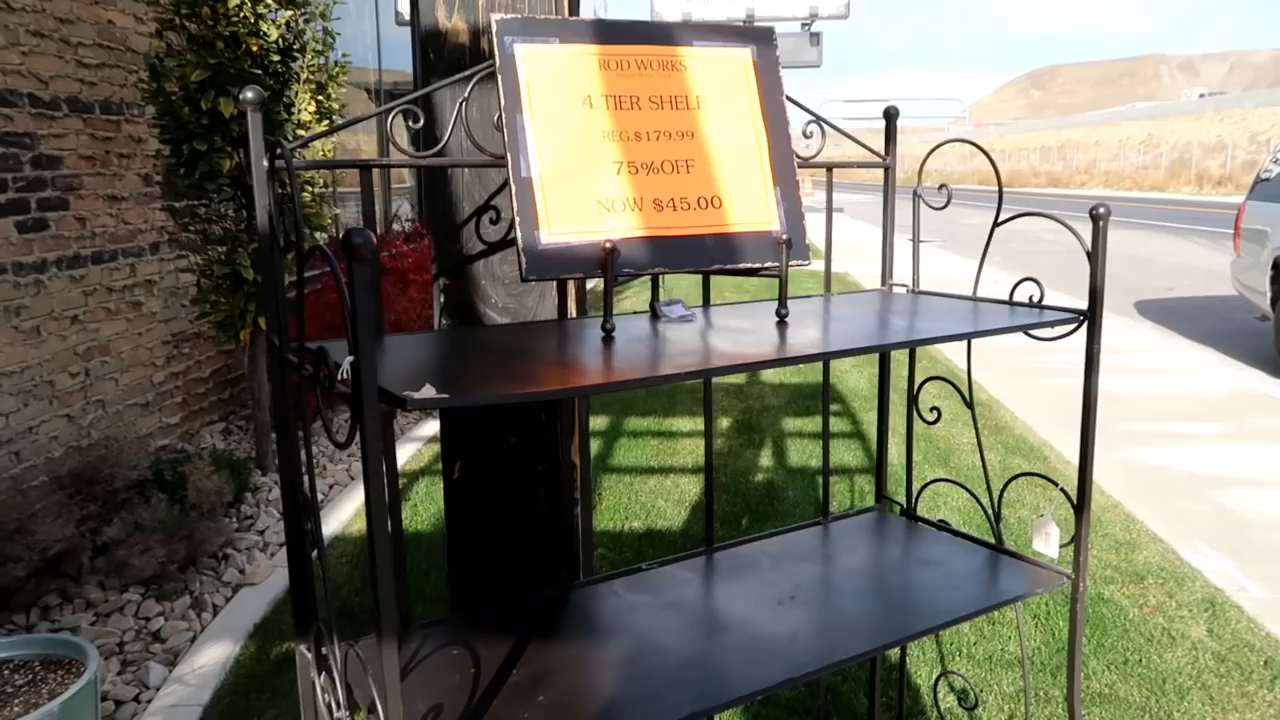 ROD WORKS
4 TIER SHELF
REG.$179.99
75%OFF
NOW $45.00